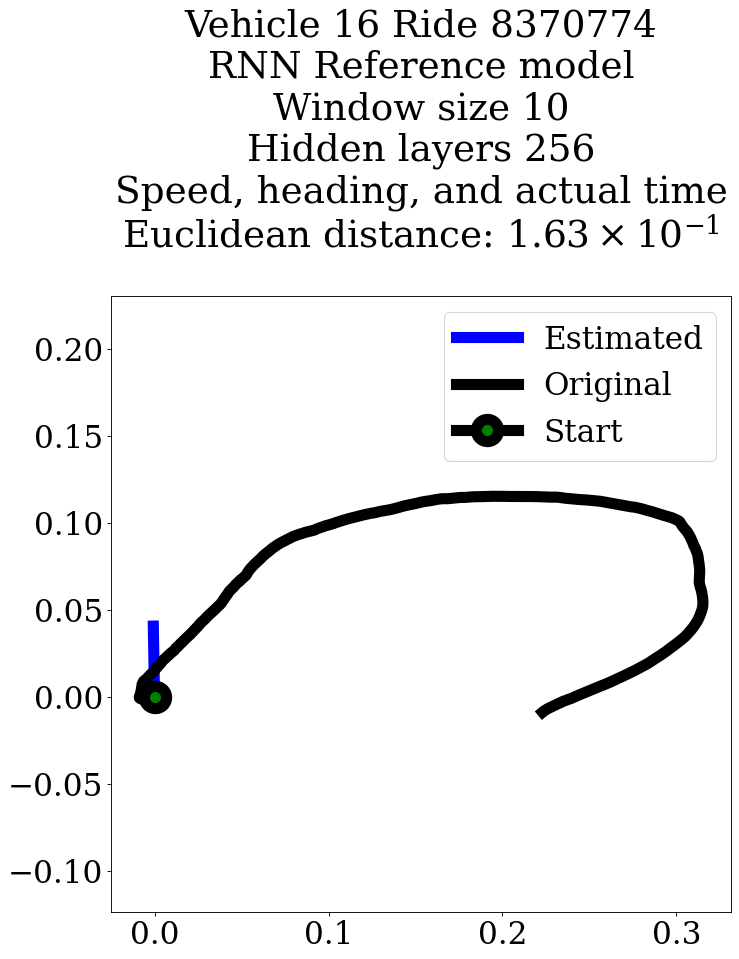 Vehicle 16 Ride 8370774
RNN Reference model
Window size 10
Hidden layers 256
Speed, heading, and actual time
Euclidean distance: 1.63 × 10⁻¹
Estimated
Original
Start
0.20
0.15
0.10
0.05
0.00
−0.05
−0.10
0.0 0.1 0.2 0.3